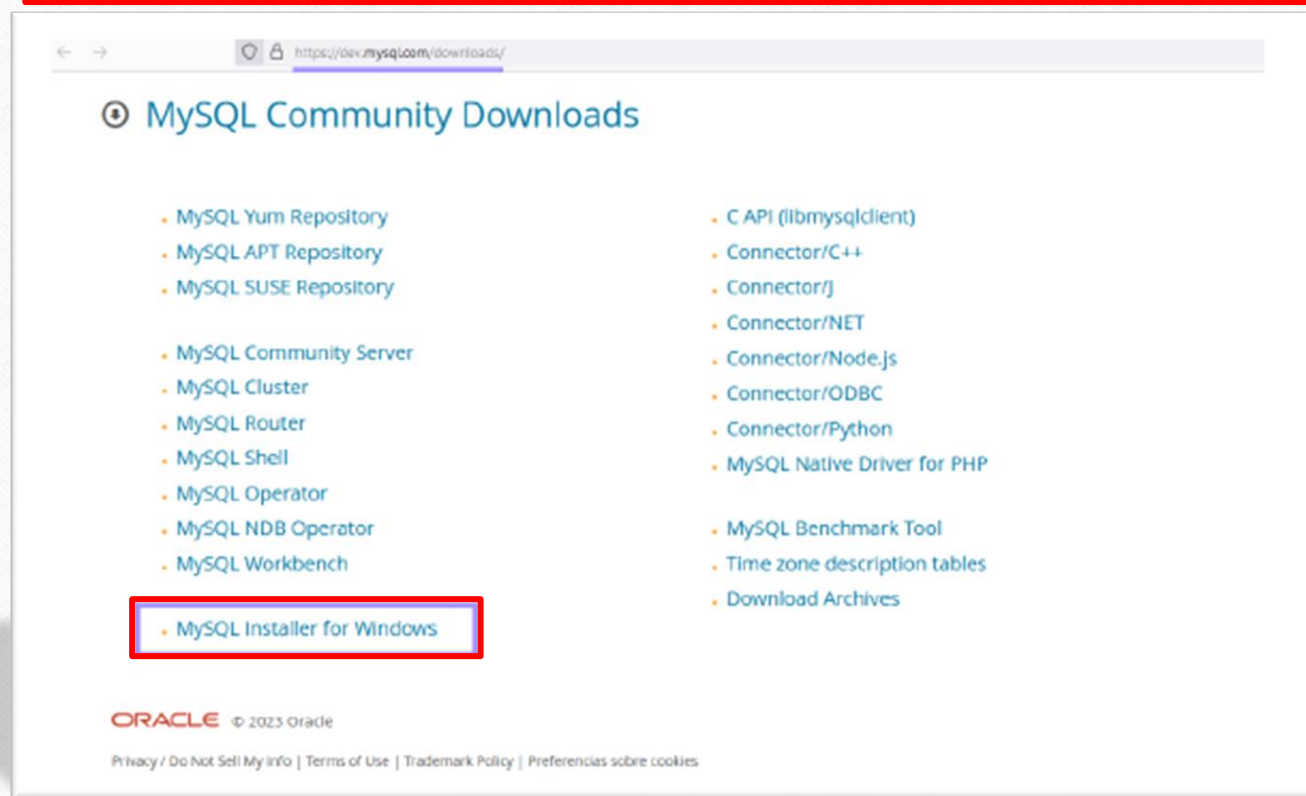 https://dev.mysql.com/downloads/
MySQL Community Downloads
MySQL Yum Repository
MySQL APT Repository
MySQL SUSE Repository
MySQL Community Server
MySQL Cluster
MySQL Router
MySQL Shell
MySQL Operator
MySQL NDB Operator
MySQL Workbench
MySQL Installer for Windows
C API (libmysqlclient)
Connector/C++
Connector/J
Connector/NET
Connector/Node.js
Connector/ODBC
Connector/Python
MySQL Native Driver for PHP
MySQL Benchmark Tool
Time zone description tables
Download Archives
ORACLE © 2023 Oracle
Privacy / Do Not Sell My Info | Terms of Use | Trademark Policy | Preferencias sobre cookies